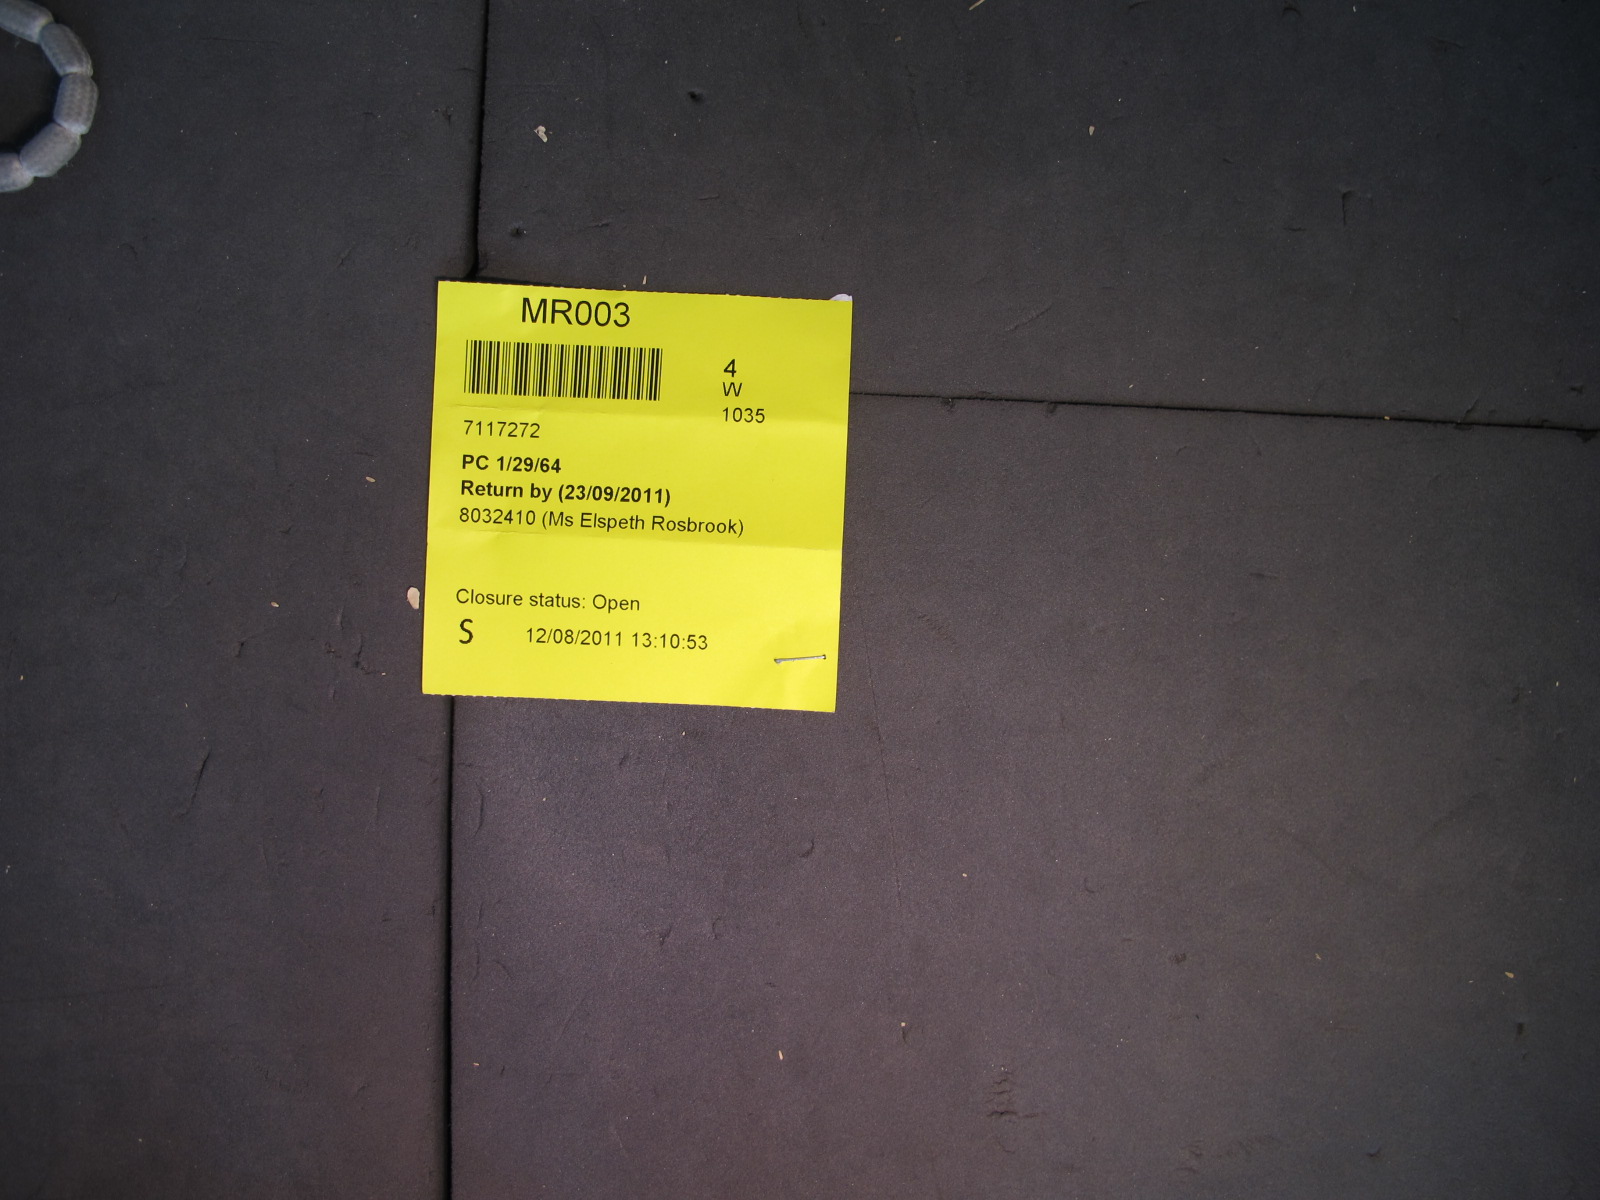 MR003
4
W
1035
7117272
PC 1/29/64
Return by (23/09/2011)
8032410 (Ms Elspeth Rosbrook)
Closure status: Open
S 12/08/2011 13:10:53